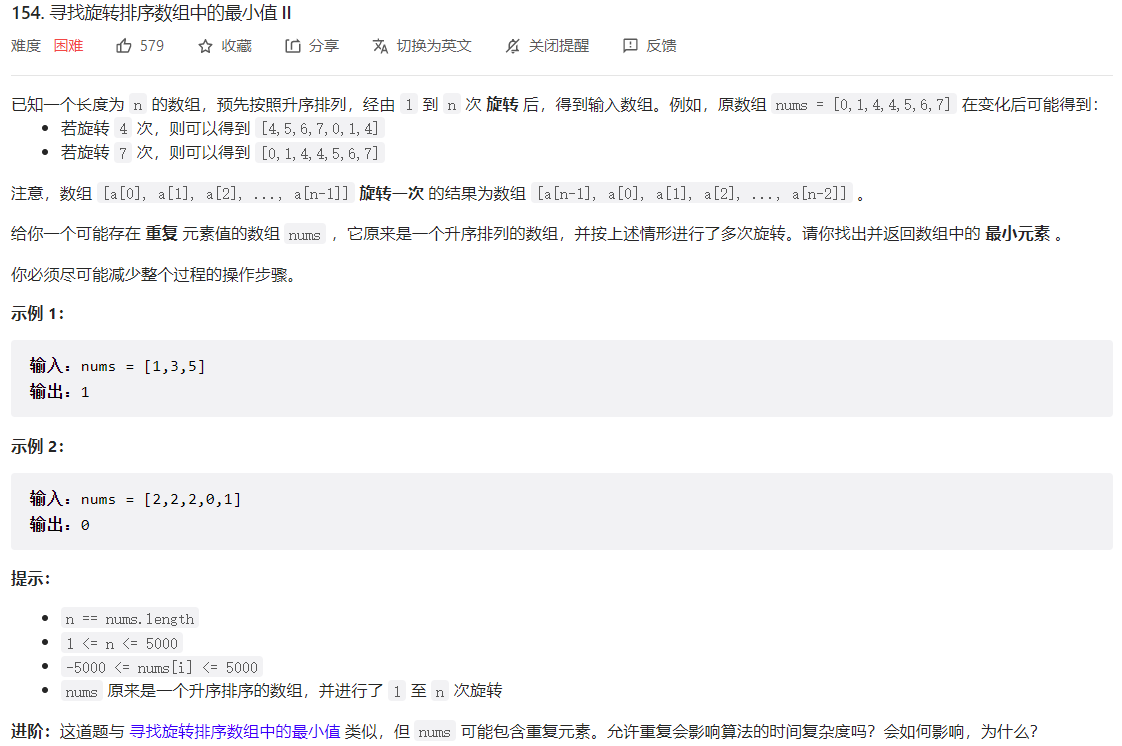 154. 寻找旋转排序数组中的最小值 II
难度 困难 579 收藏 分享 切换为英文 关闭提醒 反馈
已知一个长度为 n 的数组，预先按照升序排列，经由 1 到 n 次 旋转 后，得到输入数组。例如，原数组 nums = [0,1,4,4,5,6,7] 在变化后可能得到：
若旋转 4 次，则可以得到 [4,5,6,7,0,1,4]
若旋转 7 次，则可以得到 [0,1,4,4,5,6,7]
注意，数组 [a[0], a[1], a[2], ..., a[n-1]] 旋转一次 的结果为数组 [a[n-1], a[0], a[1], a[2], ..., a[n-2]] 。
给你一个可能存在 重复 元素值的数组 nums ，它原来是一个升序排列的数组，并按上述情形进行了多次旋转。请你找出并返回数组中的 最小元素 。
你必须尽可能减少整个过程的操作步骤。
示例 1：
输入：nums = [1,3,5]
输出：1
示例 2：
输入：nums = [2,2,2,0,1]
输出：0
提示：
n == nums.length
1 <= n <= 5000
-5000 <= nums[i] <= 5000
nums 原来是一个升序排序的数组，并进行了 1 至 n 次旋转
进阶：这道题与 寻找旋转排序数组中的最小值 类似，但 nums 可能包含重复元素。允许重复会影响算法的时间复杂度吗？会如何影响，为什么？